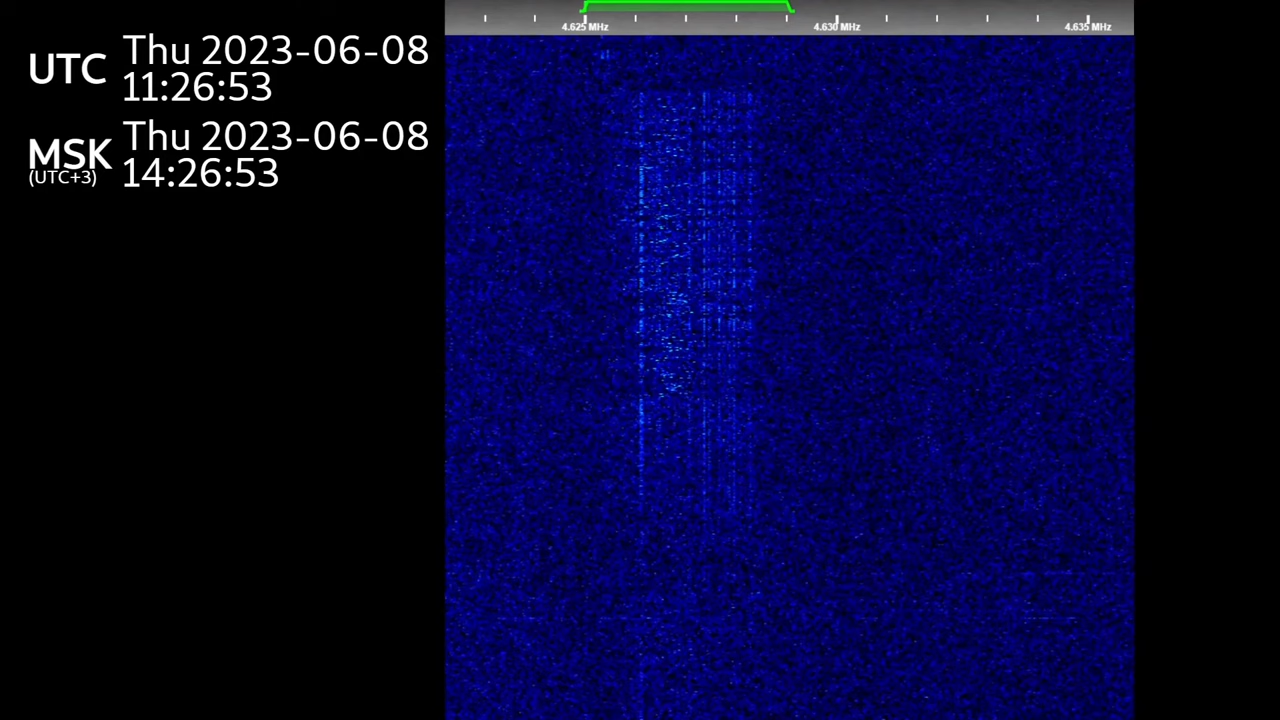 UTC
Thu 2023-06-08
11:26:53
MSK
(UTC+3)
Thu 2023-06-08
14:26:53
4.625 MHz
4.630 MHz
4.635 MHz